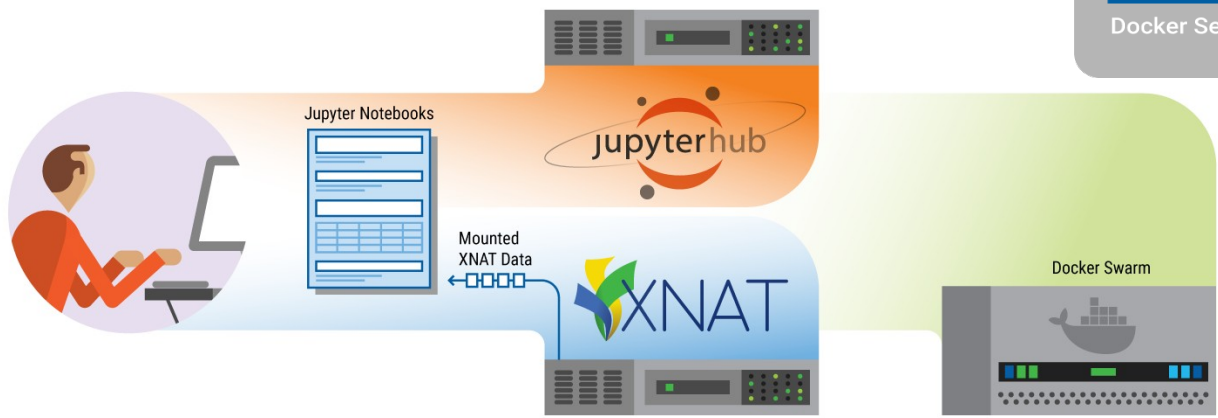 Docker Se
Jupyter Notebooks
jupyterhub
Mounted
XNAT Data
XNAT
Docker Swarm